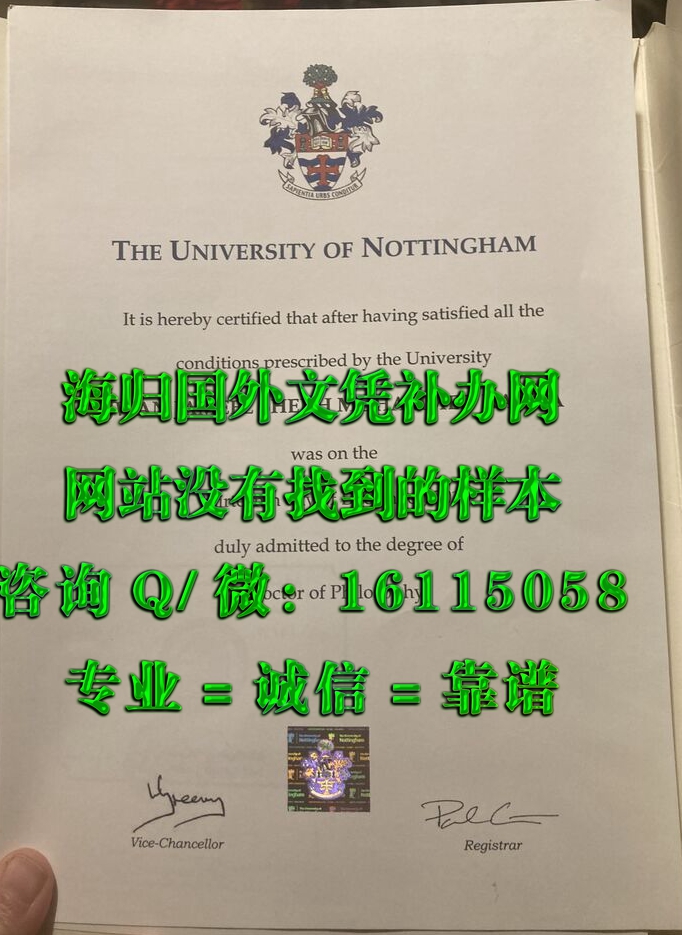 SAPIENTIA URBS CONDITUR
THE UNIVERSITY OF NOTTINGHAM
It is hereby certified that after having satisfied all the
conditions prescribed by the University
海归国外文凭补办网
was on the
网站没有找到的样本
duly admitted to the degree of
咨询 Q/微：16115058
Doctor of Philosophy
专业 = 诚信 = 靠谱
Vice-Chancellor
Registrar